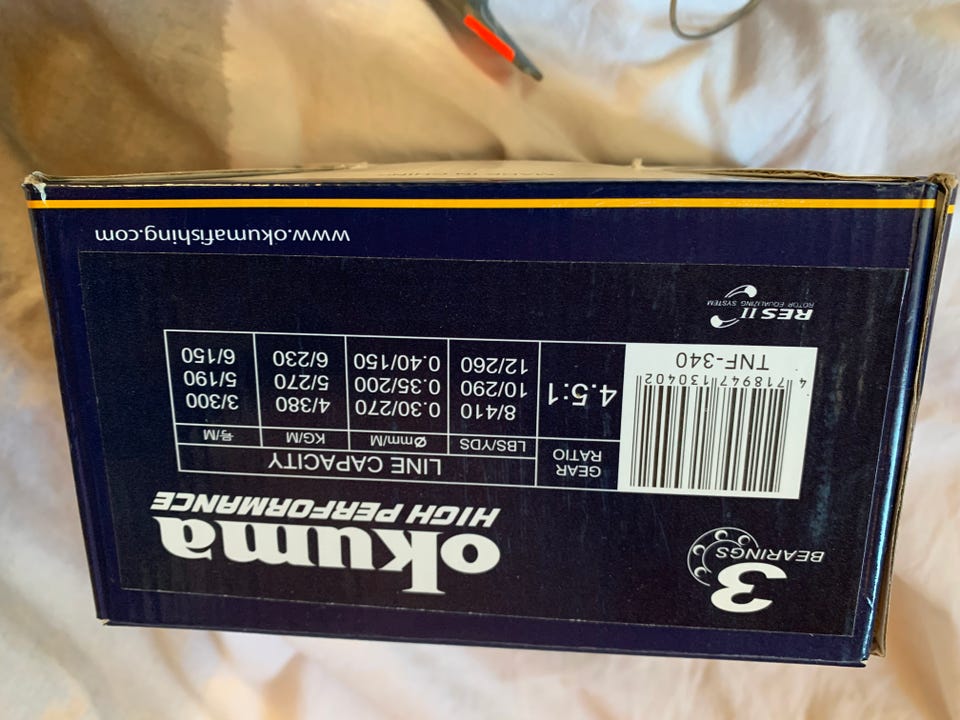 3
BEARINGS
okuma
HIGH PERFORMANCE
GEAR
RATIO
4.5:1
LINE CAPACITY
LBS/YDS Ømm/M KG/M 号/M
8/410 0.30/270 4/380 3/300
10/290 0.35/200 5/270 5/190
12/260 0.40/150 6/230 6/150
4 718947 130402
TNF-340
RES II
ROTOR EQUALIZING SYSTEM
www.okumafishing.com
MADE IN CHINA